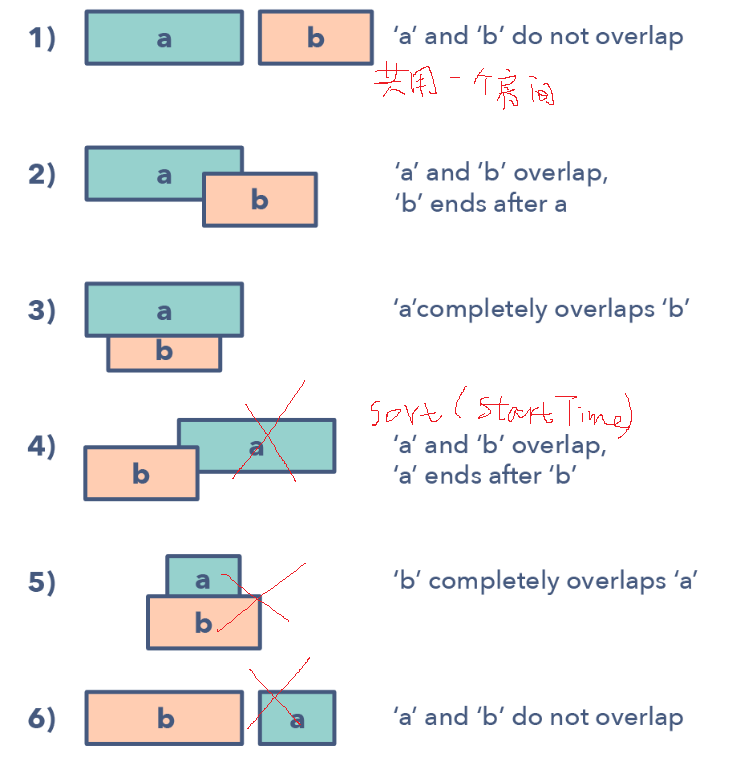 1) a b 'a' and 'b' do not overlap
共用一个房间
2) a b 'a' and 'b' overlap,
'b' ends after a
3) a b 'a'completely overlaps 'b'
sort(StartTime)
4) a b 'a' and 'b' overlap,
'a' ends after 'b'
5) a b 'b' completely overlaps 'a'
6) b a 'a' and 'b' do not overlap